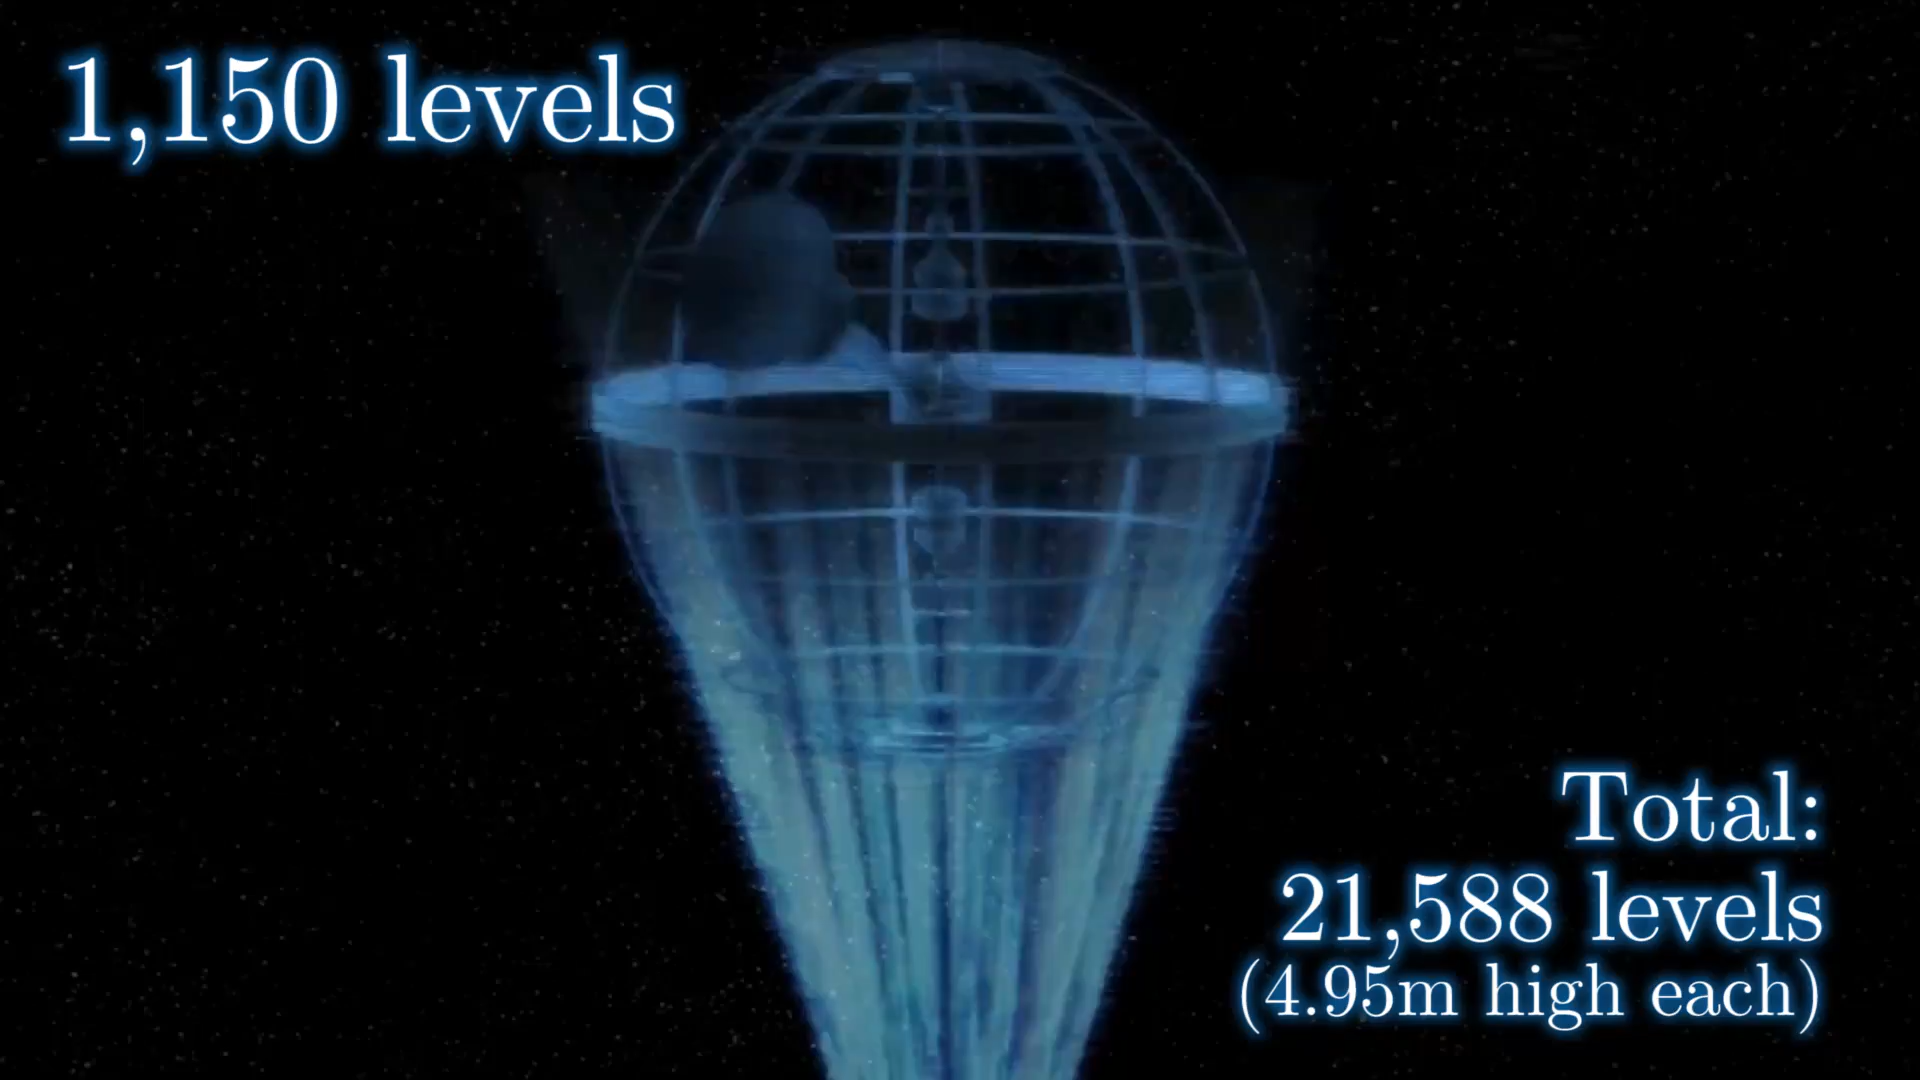 1,150 levels
Total:
21,588 levels
(4.95m high each)